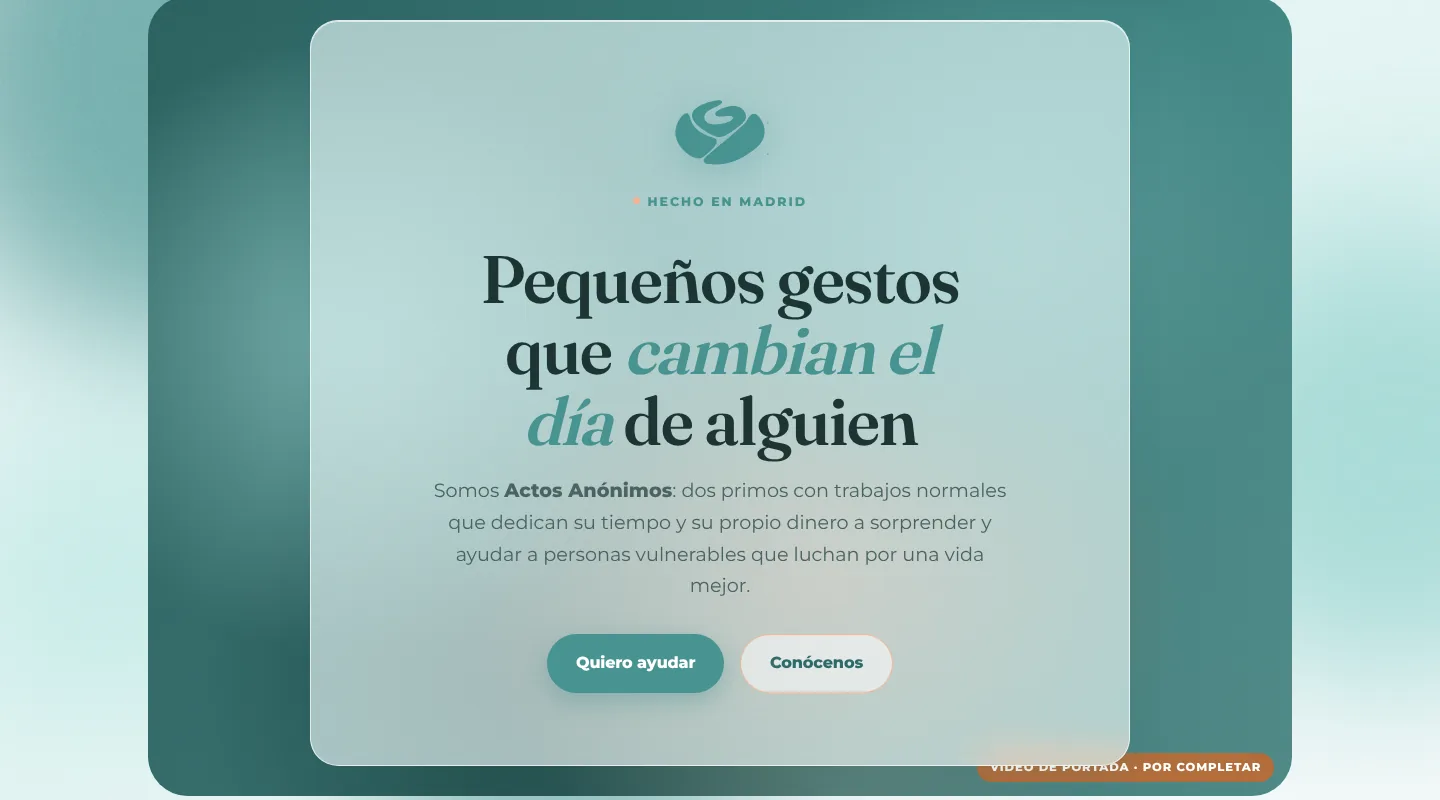 HECHO EN MADRID
Pequeños gestos
que cambian el
día de alguien
Somos Actos Anónimos: dos primos con trabajos normales
que dedican su tiempo y su propio dinero a sorprender y
ayudar a personas vulnerables que luchan por una vida
mejor.
Quiero ayudar
Conócenos
VÍDEO DE PORTADA · POR COMPLETAR